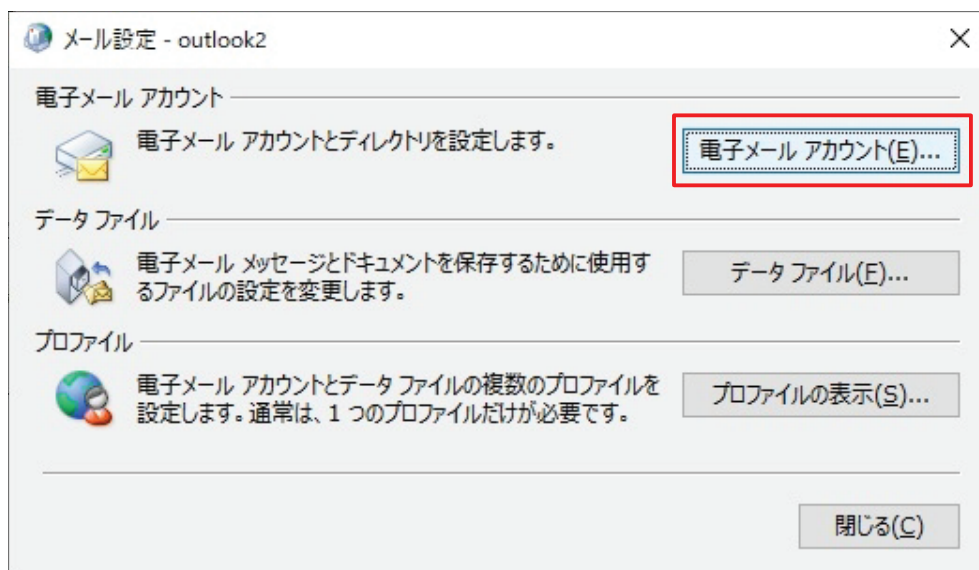 メール設定 - outlook2
電子メール アカウント
電子メール アカウントとディレクトリを設定します。
電子メール アカウント(E)...
データ ファイル
電子メール メッセージとドキュメントを保存するために使用す
るファイルの設定を変更します。
データ ファイル(F)...
プロファイル
電子メール アカウントとデータ ファイルの複数のプロファイルを
設定します。通常は、1 つのプロファイルだけが必要です。
プロファイルの表示(S)...
閉じる(C)